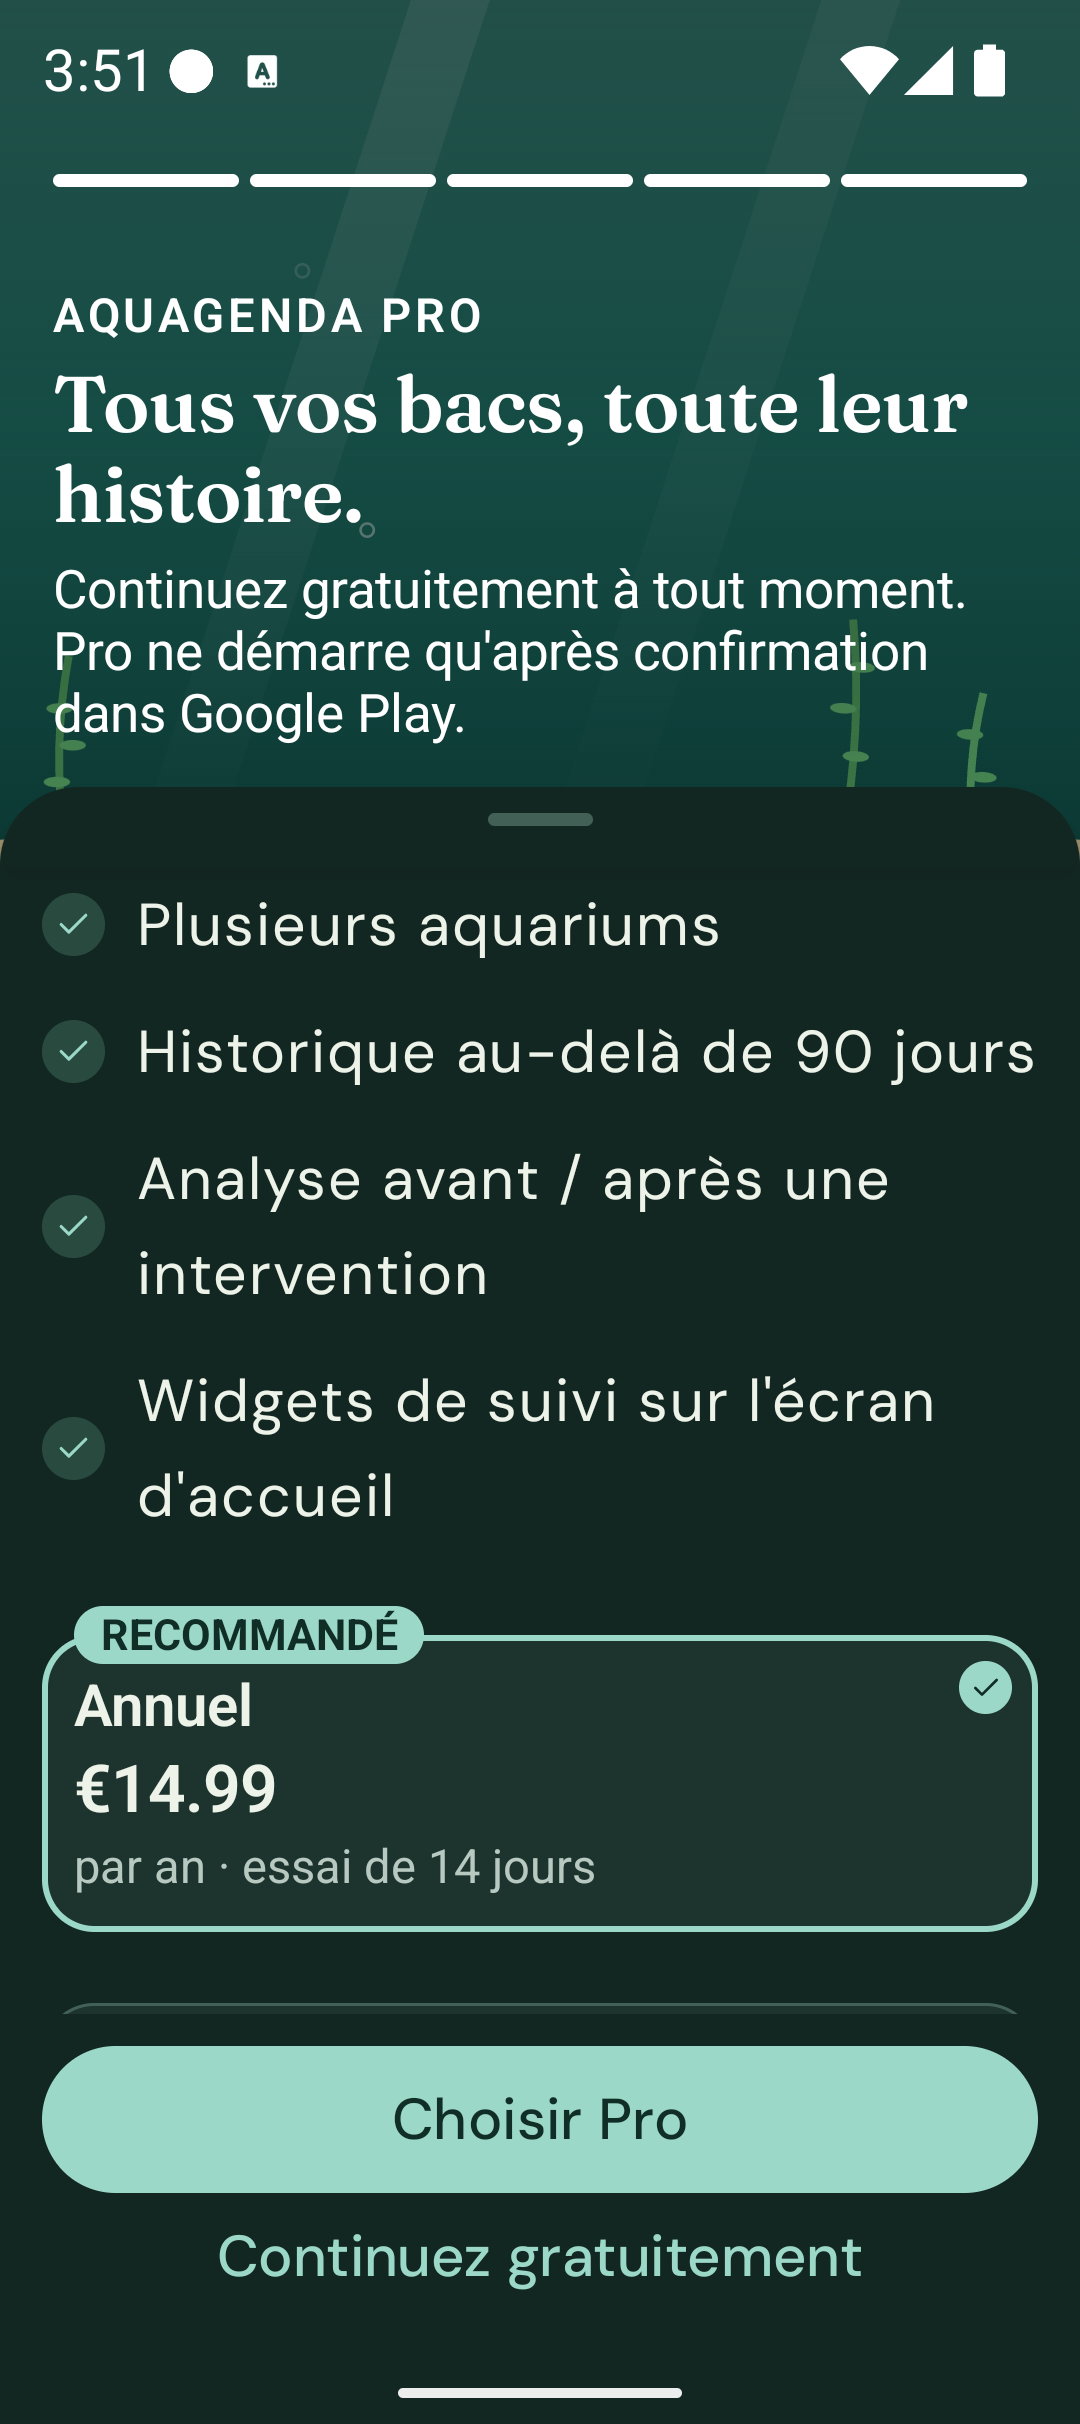 3:51
AQUAGENDA PRO
Tous vos bacs, toute leur
histoire.
Continuez gratuitement à tout moment.
Pro ne démarre qu'après confirmation
dans Google Play.
Plusieurs aquariums
Historique au-delà de 90 jours
Analyse avant / après une
intervention
Widgets de suivi sur l'écran
d'accueil
RECOMMANDÉ
Annuel
€14.99
par an · essai de 14 jours
Choisir Pro
Continuez gratuitement